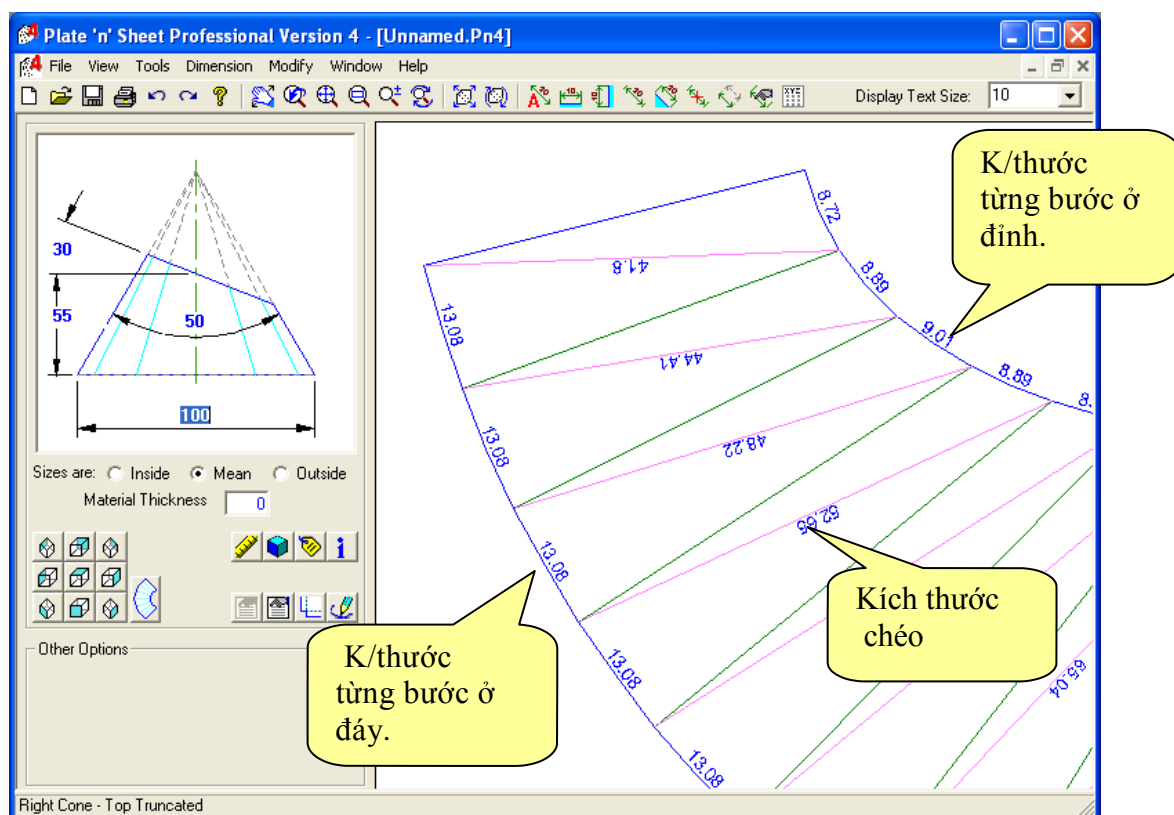 Plate 'n' Sheet Professional Version 4 - [Unnamed.Pn4]
File View Tools Dimension Modify Window Help
Display Text Size: 10
30
55
50
100
Sizes are: Inside Mean Outside
Material Thickness 0
Other Options
K/thước
từng bước ở
đỉnh.
8.72
8.89
9.01
8.89
8.
41.8
44.41
48.22
52.65
65.04
13.08
13.08
13.08
13.08
13.08
Kích thước
chéo
K/thước
từng bước ở
đáy.
Right Cone - Top Truncated